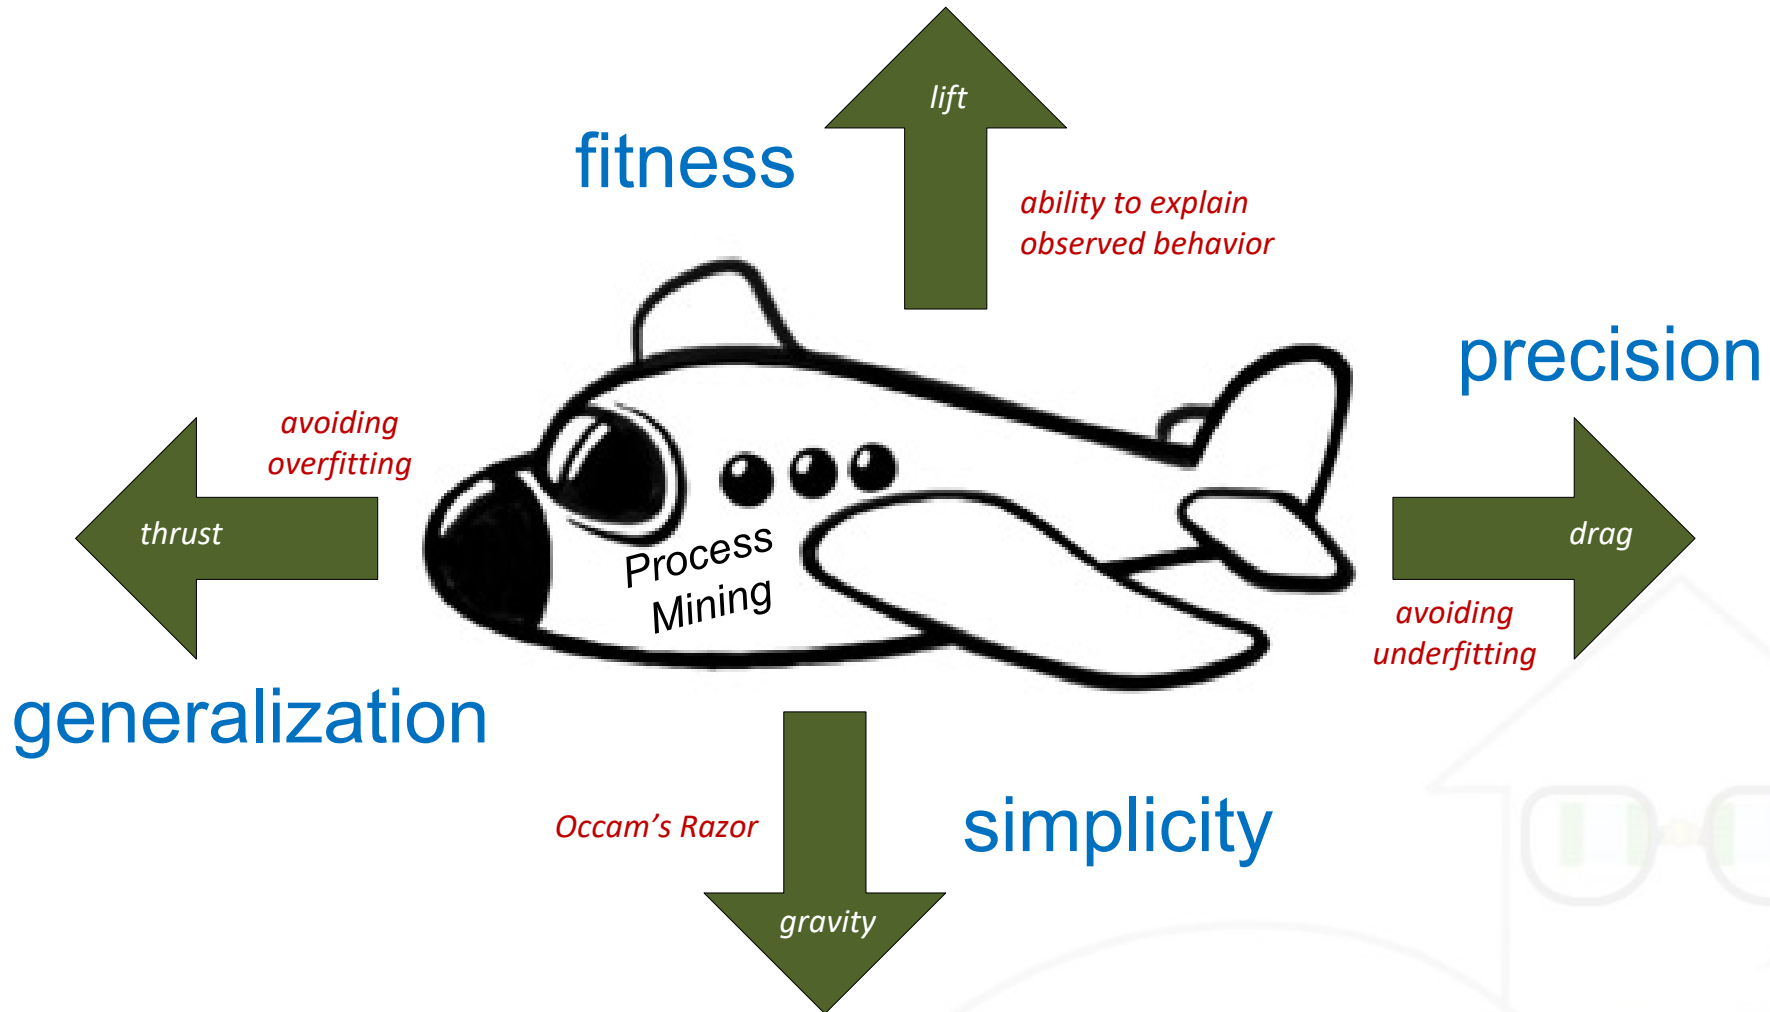 lift
fitness
ability to explain
observed behavior
precision
avoiding
overfitting
thrust
drag
Process
Mining
avoiding
underfitting
generalization
Occam’s Razor
simplicity
gravity